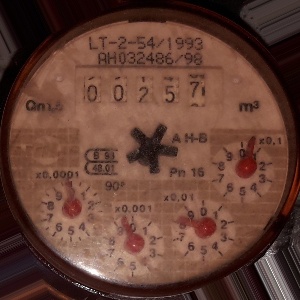 LT-2-54/1993
AH032486/98
0 0 2 5 7
Qn1,5
m³
A H-B
Pn 16
90°
x0,1
x0,01
x0,001
x0,0001